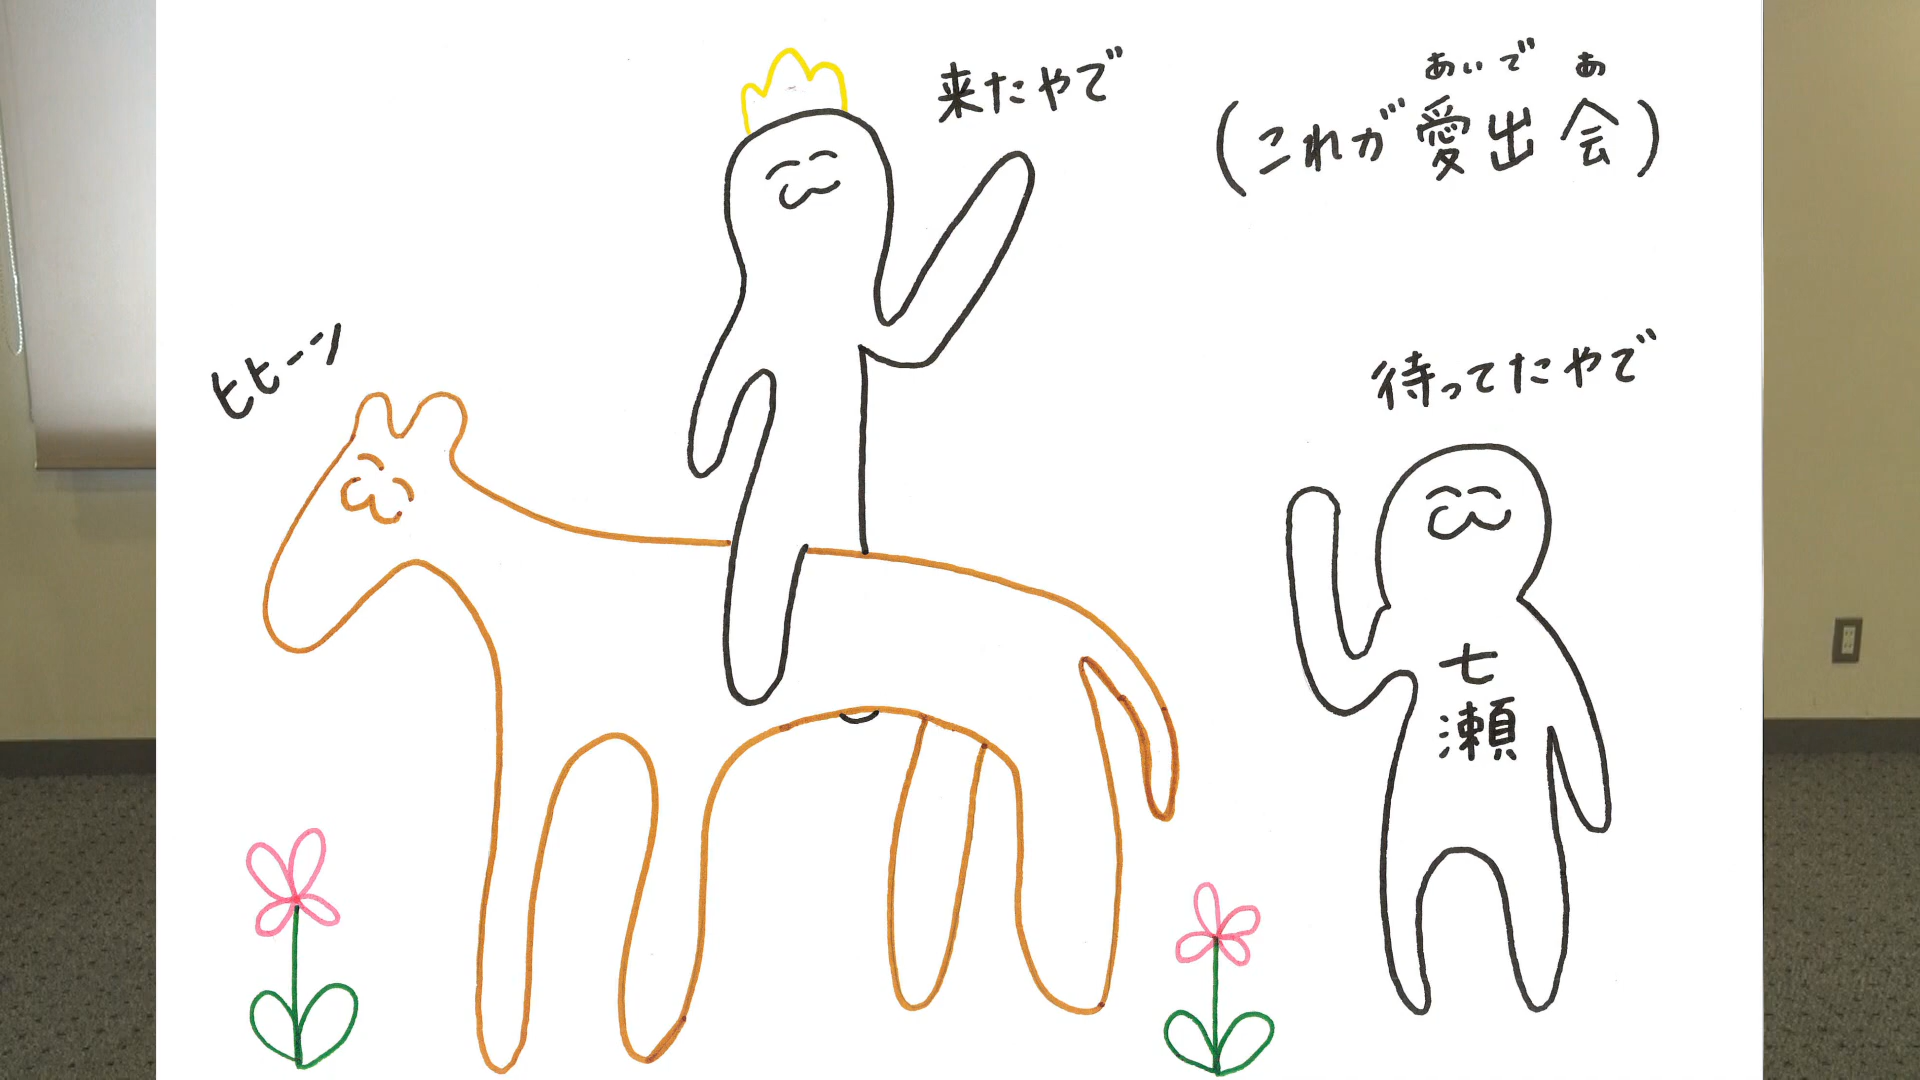 来たやで
(これが愛出会)
あいであ
ヒヒーン
待ってたやで
七瀬